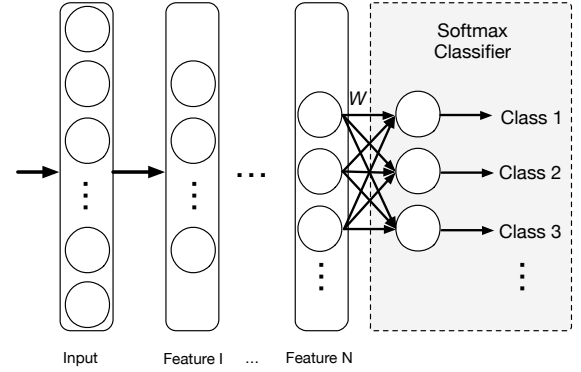 Softmax
Classifier
W
Class 1
Class 2
Class 3
Input
Feature I
...
Feature N